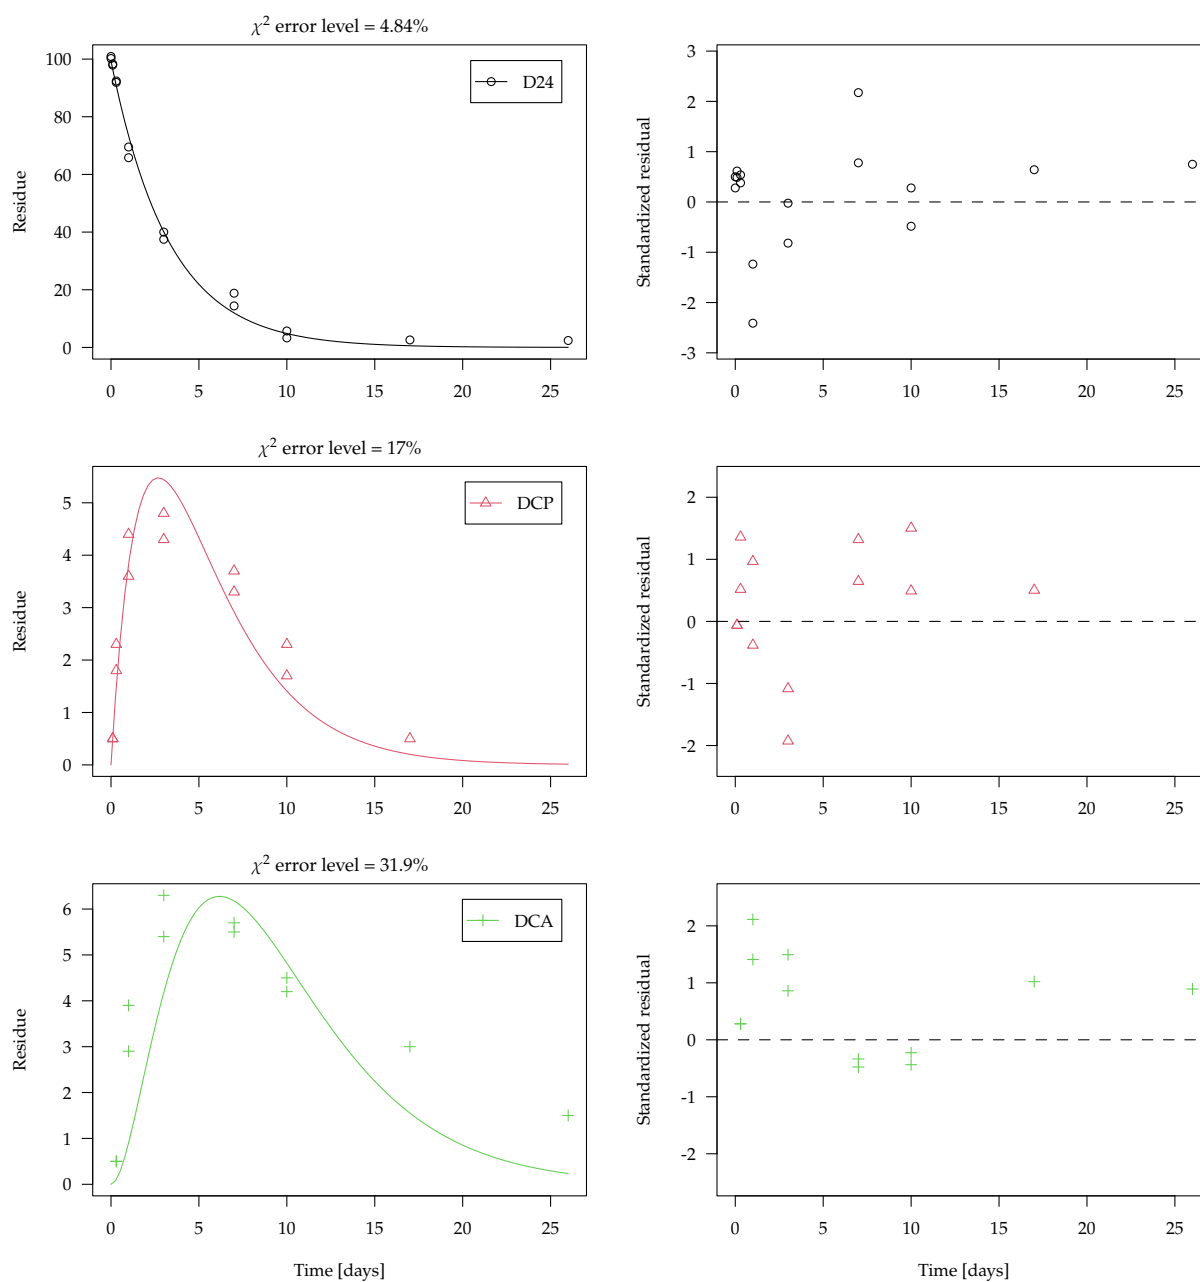 χ² error level = 4.84%
Residue
100
80
60
40
20
0
D24
0 5 10 15 20 25
Standardized residual
3
2
1
0
-1
-2
-3
0 5 10 15 20 25
χ² error level = 17%
Residue
5
4
3
2
1
0
DCP
0 5 10 15 20 25
Standardized residual
2
1
0
-1
-2
0 5 10 15 20 25
χ² error level = 31.9%
Residue
6
5
4
3
2
1
0
DCA
0 5 10 15 20 25
Time [days]
Standardized residual
2
1
0
-1
-2
0 5 10 15 20 25
Time [days]